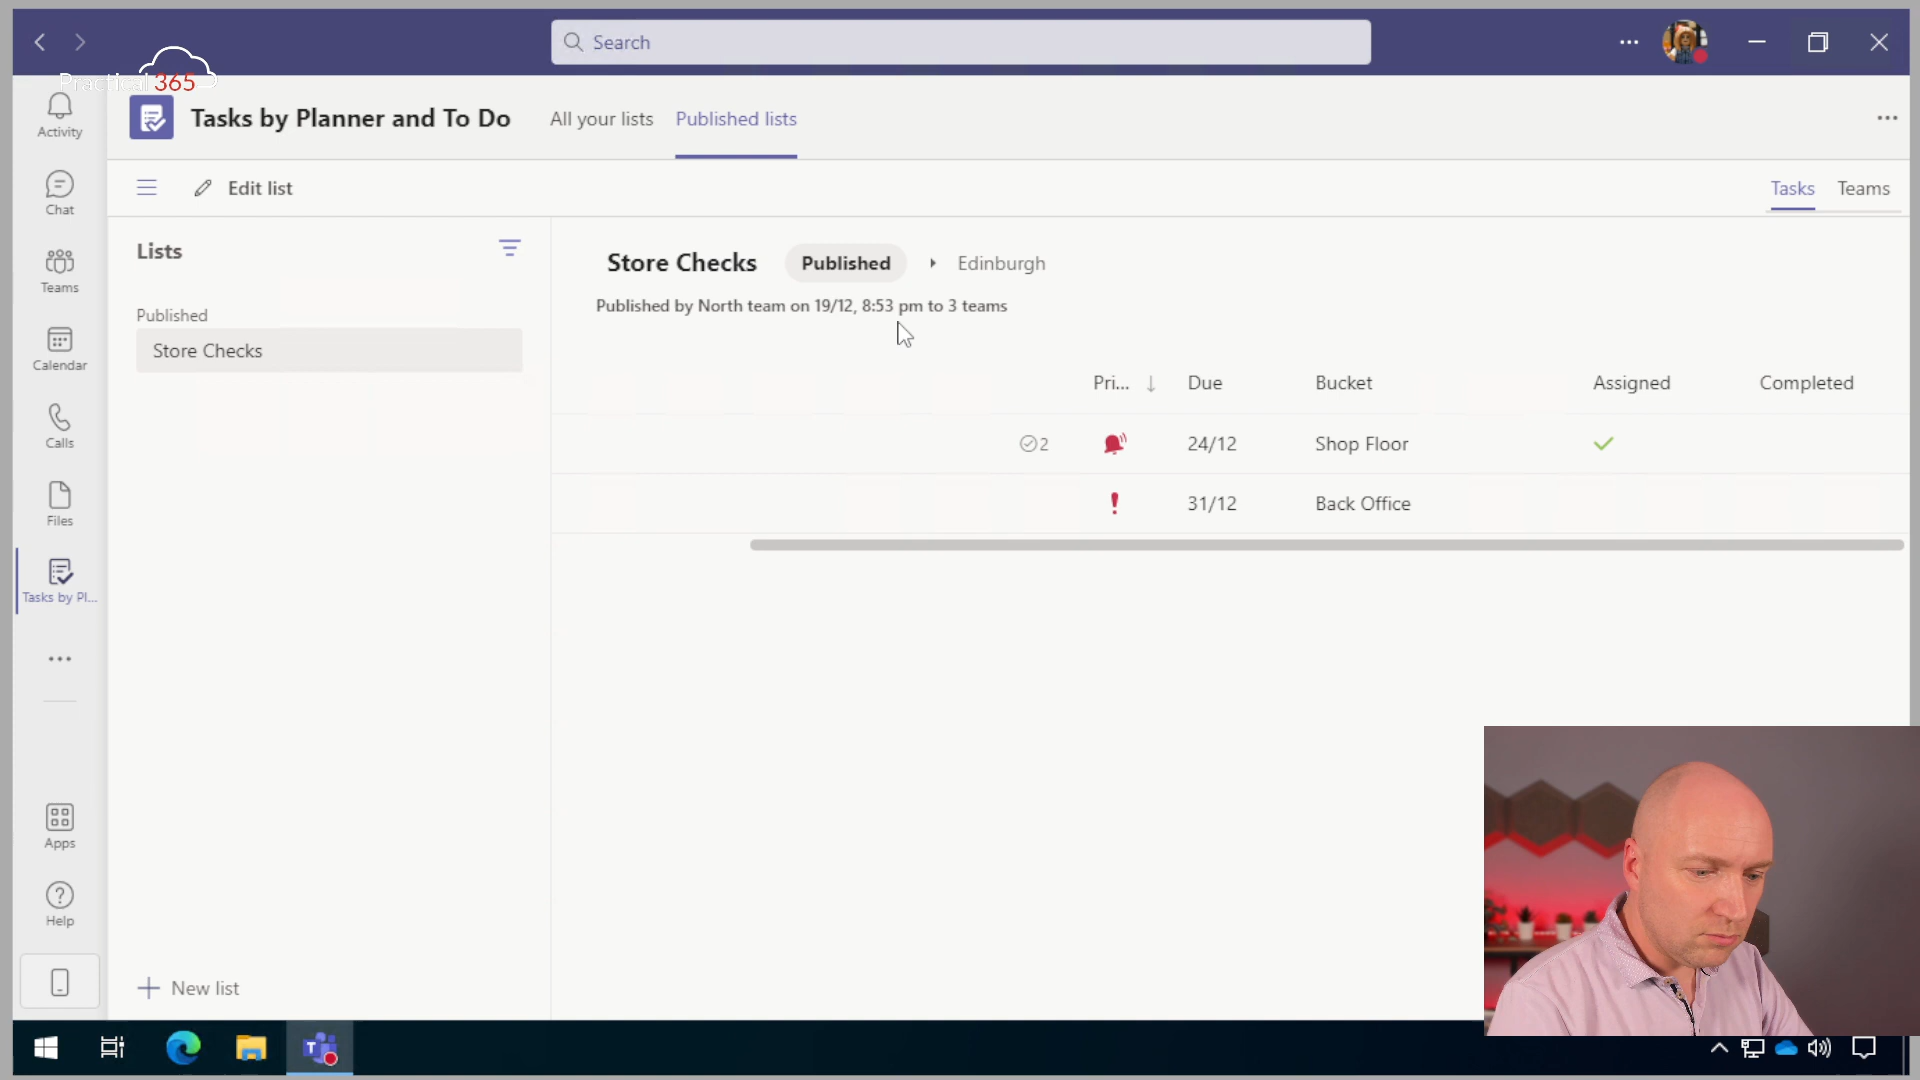 Search
Practical 365
Tasks by Planner and To Do
All your lists
Published lists
Edit list
Tasks
Teams
Activity
Chat
Teams
Calendar
Calls
Files
Tasks by Pl...
Apps
Help
Lists
Published
Store Checks
New list
Store Checks
Published
Edinburgh
Published by North team on 19/12, 8:53 pm to 3 teams
Pri... Due Bucket Assigned Completed
2 24/12 Shop Floor
31/12 Back Office